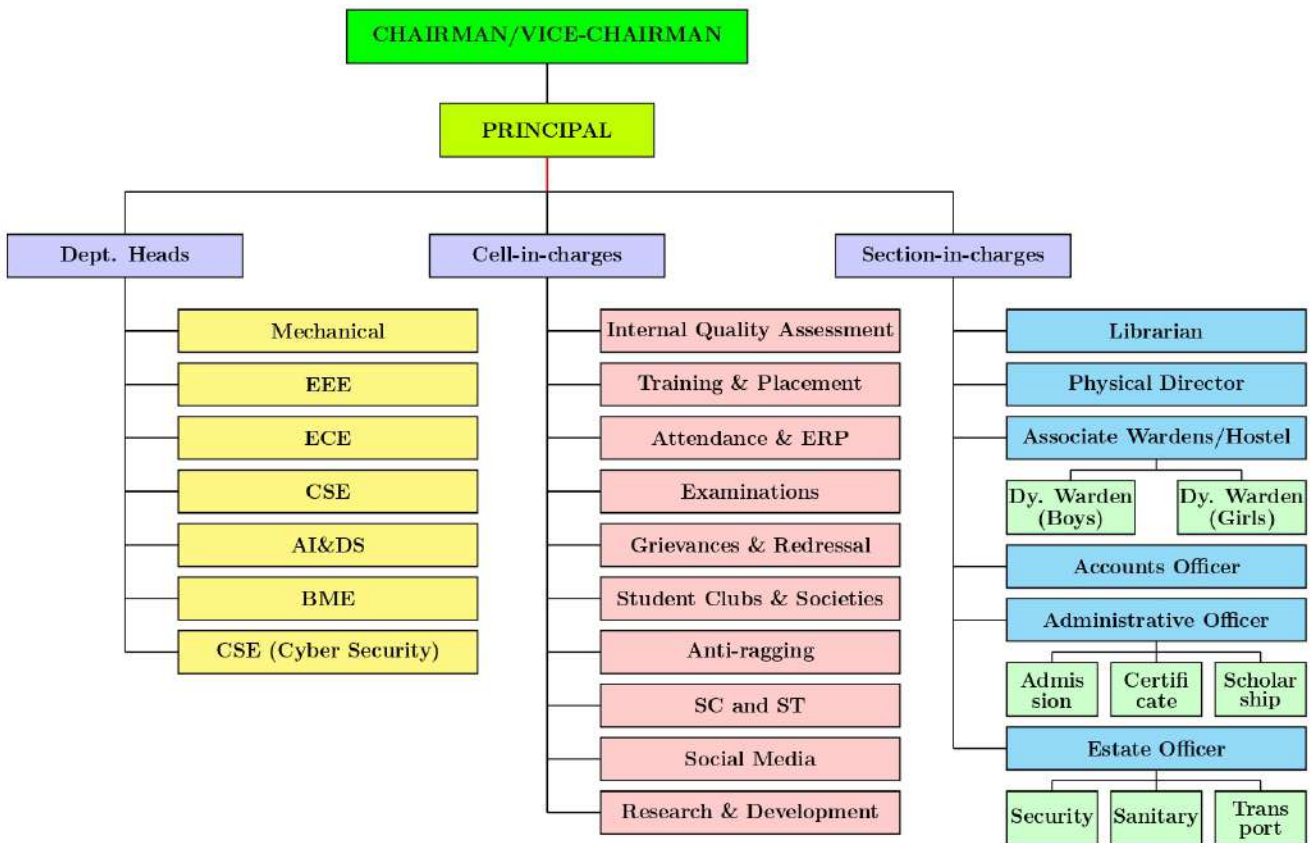 CHAIRMAN/VICE-CHAIRMAN
PRINCIPAL
Dept. Heads
Mechanical
EEE
ECE
CSE
AI&DS
BME
CSE (Cyber Security)
Cell-in-charges
Internal Quality Assessment
Training & Placement
Attendance & ERP
Examinations
Grievances & Redressal
Student Clubs & Societies
Anti-ragging
SC and ST
Social Media
Research & Development
Section-in-charges
Librarian
Physical Director
Associate Wardens/Hostel
Dy. Warden
(Boys)
Dy. Warden
(Girls)
Accounts Officer
Administrative Officer
Admis
sion
Certifi
cate
Scholar
ship
Estate Officer
Security
Sanitary
Trans
port